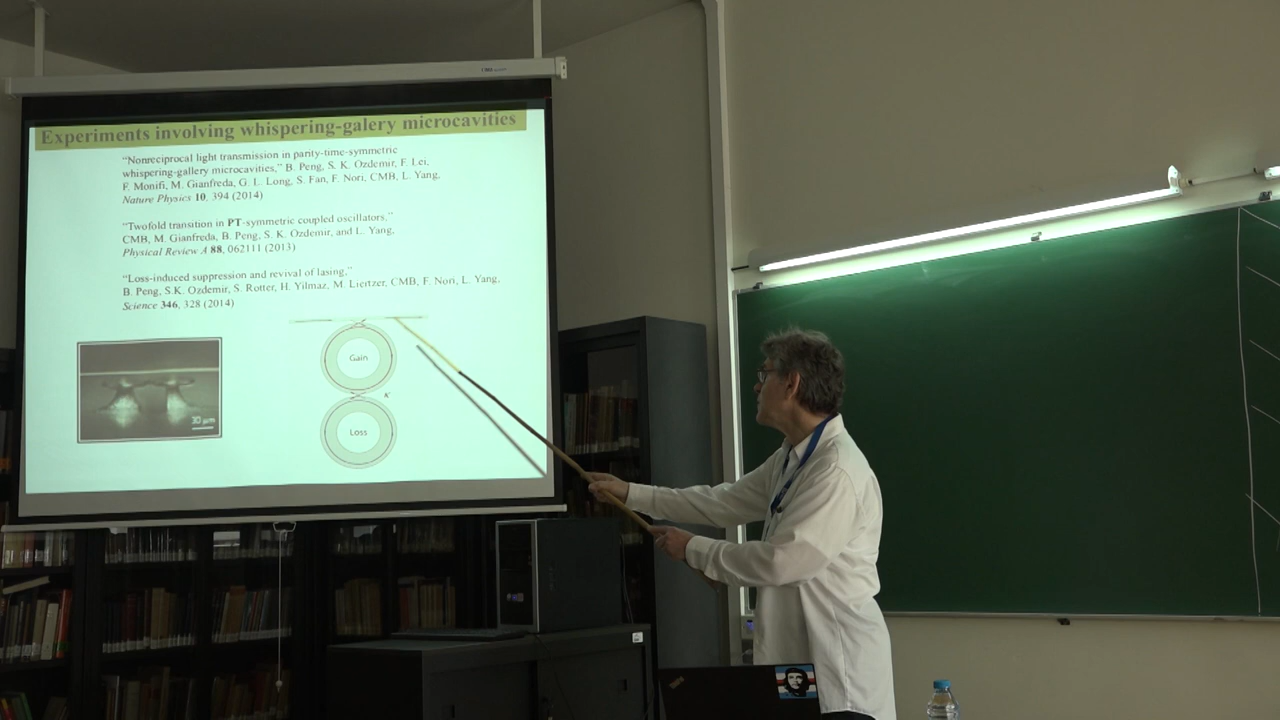 Experiments involving whispering-galery microcavities
“Nonreciprocal light transmission in parity-time-symmetric
whispering-gallery microcavities,” B. Peng, S. K. Ozdemir, F. Lei,
F. Monifi, M. Gianfreda, G. L. Long, S. Fan, F. Nori, CMB, L. Yang,
Nature Physics 10, 394 (2014)
“Twofold transition in PT-symmetric coupled oscillators,”
CMB, M. Gianfreda, B. Peng, S. K. Ozdemir, and L. Yang,
Physical Review A 88, 062111 (2013)
“Loss-induced suppression and revival of lasing,”
B. Peng, S.K. Ozdemir, S. Rotter, H. Yilmaz, M. Liertzer, CMB, F. Nori, L. Yang,
Science 346, 328 (2014)
Gain
κ
Loss
30 μm